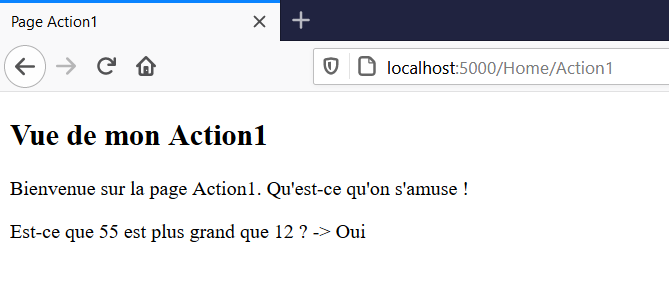 Page Action1
localhost:5000/Home/Action1
Vue de mon Action1
Bienvenue sur la page Action1. Qu'est-ce qu'on s'amuse !
Est-ce que 55 est plus grand que 12 ? -> Oui